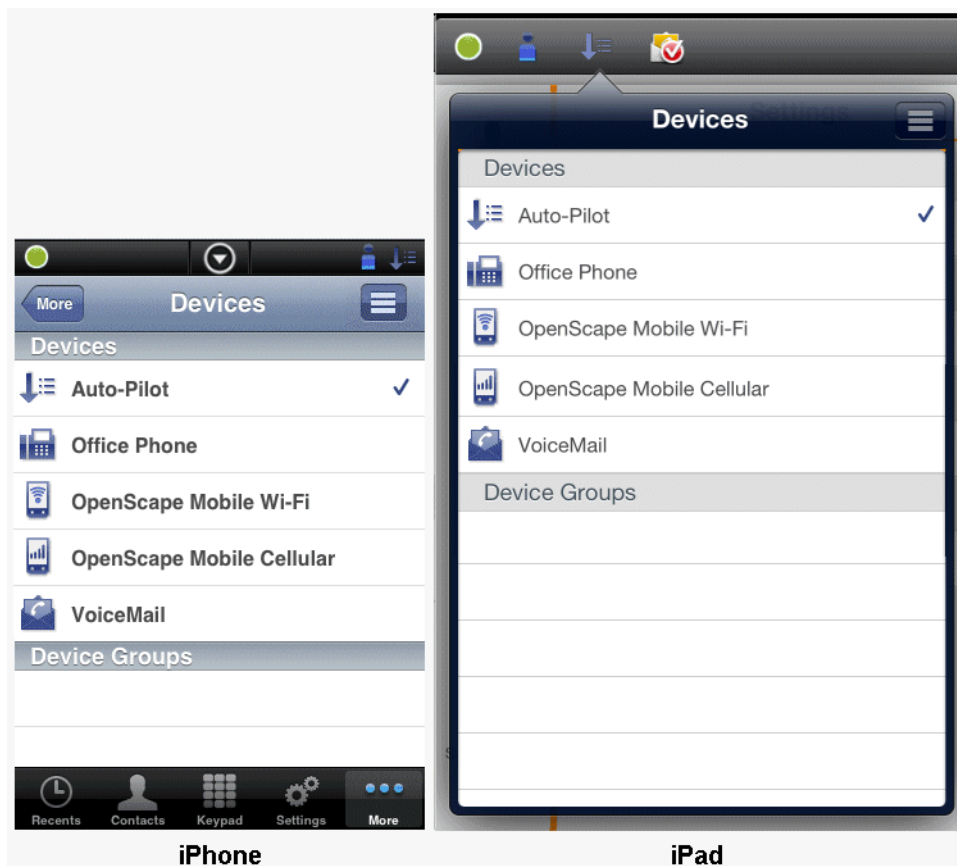 More
Devices
Devices
Auto-Pilot
Office Phone
OpenScape Mobile Wi-Fi
OpenScape Mobile Cellular
VoiceMail
Device Groups
Recents
Contacts
Keypad
Settings
More
iPhone
Devices
Settings
Devices
Auto-Pilot
Office Phone
OpenScape Mobile Wi-Fi
OpenScape Mobile Cellular
VoiceMail
Device Groups
iPad